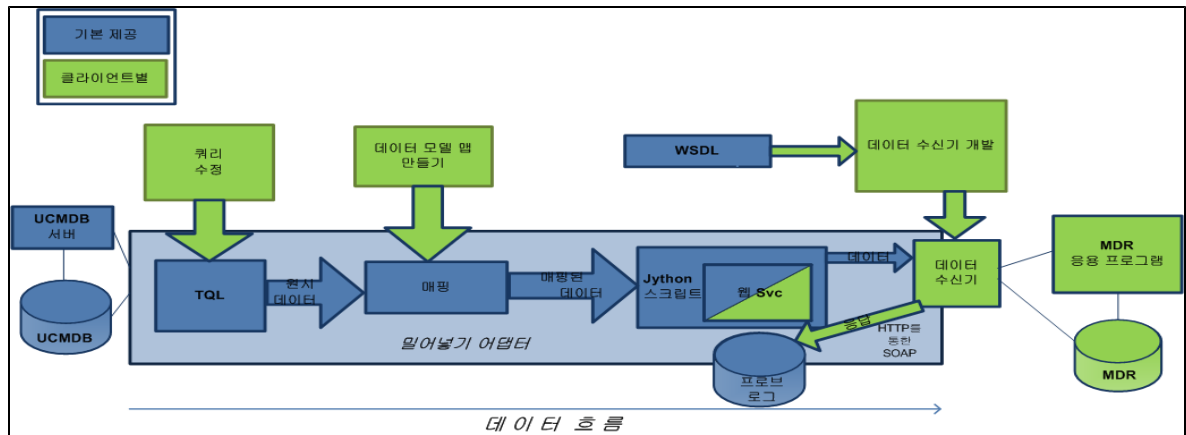 기본 제공
클라이언트별
쿼리
수정
데이터 모델 맵
만들기
WSDL
데이터 수신기 개발
UCMDB
서버
UCMDB
TQL
원시
데이터
매핑
매핑된
데이터
Jython
스크립트
웹 Svc
데이터
데이터
수신기
MDR
응용 프로그램
MDR
응답
HTTP를
통한
SOAP
밀어넣기 어댑터
프로브
로그
데이터 흐름